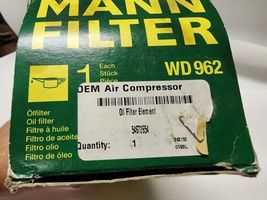 MANN
FILTER
1
Each
Stück
Pièce
WD 962
OEM Air Compressor
Oil Filter Element
54672654
Quantity: 1
Ölfilter
Oil filter
Filtre à huile
Filtro de aceite
Filtro olio
Filtro de óleo